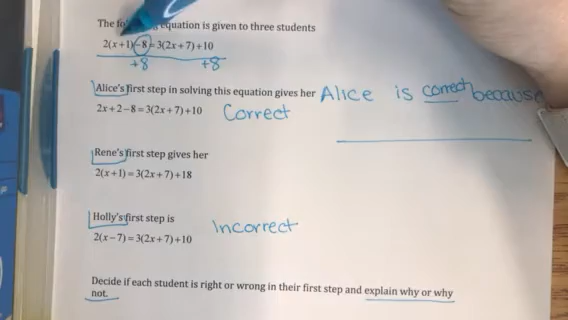 The fo equation is given to three students
2(x+1)-8=3(2x+7)+10
+8 +8
Alice's first step in solving this equation gives her Alice is correct because
2x+2-8=3(2x+7)+10 Correct
Rene's first step gives her
2(x+1)=3(2x+7)+18
Holly's first step is
2(x-7)=3(2x+7)+10 Incorrect
Decide if each student is right or wrong in their first step and explain why or why
not.